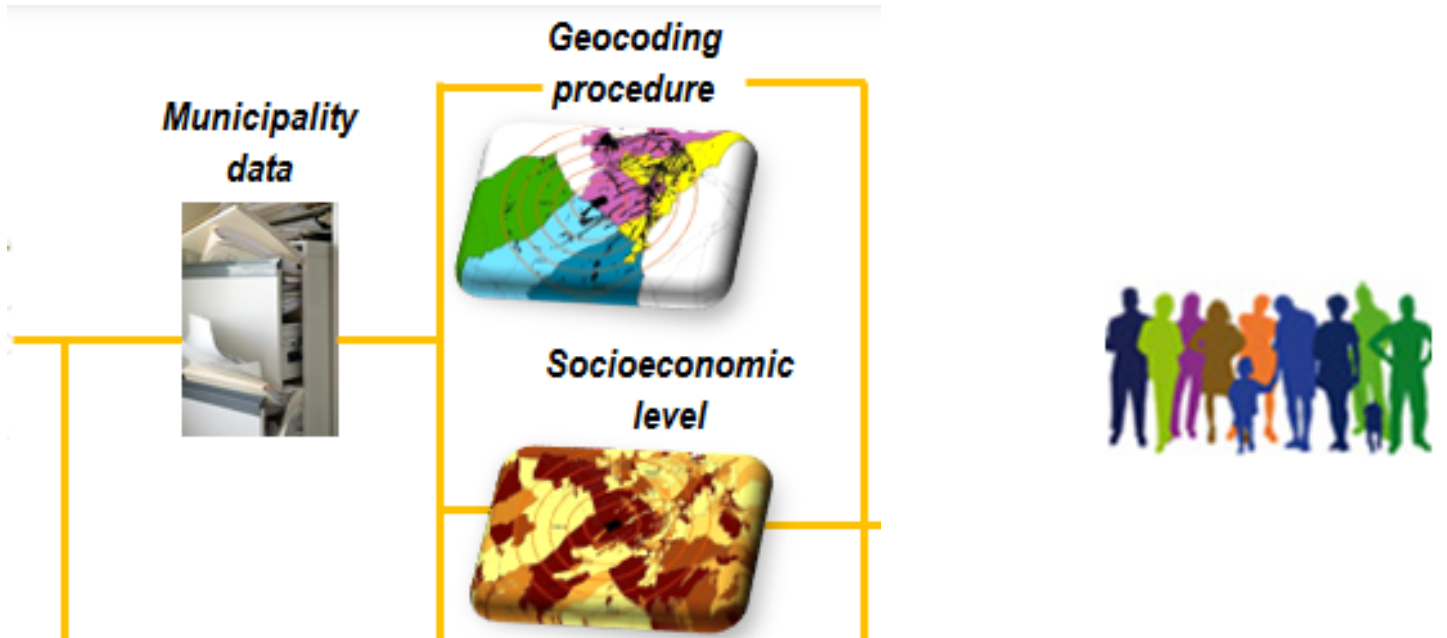 Geocoding
procedure
Municipality
data
Socioeconomic
level